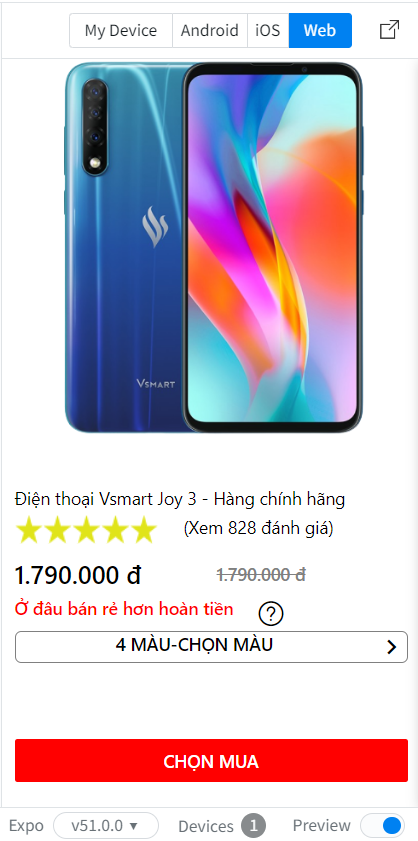 My Device Android iOS Web
VSMART
Điện thoại Vsmart Joy 3 - Hàng chính hãng
(Xem 828 đánh giá)
1.790.000 đ 1.790.000 đ
Ở đâu bán rẻ hơn hoàn tiền ?
4 MÀU-CHỌN MÀU
CHỌN MUA
Expo v51.0.0 Devices 1 Preview